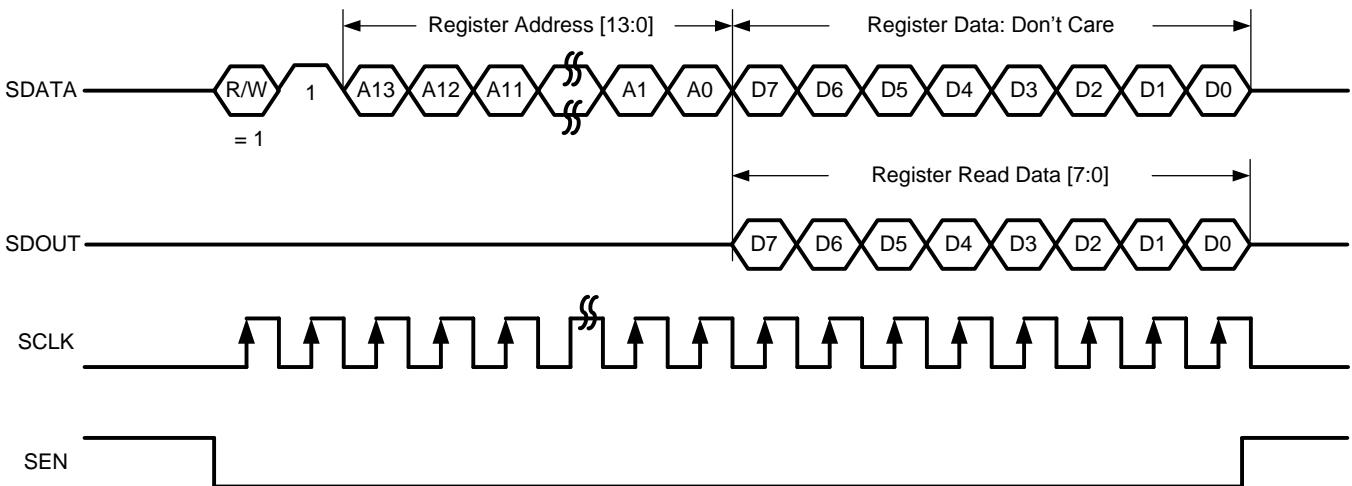 Register Address [13:0] Register Data: Don't Care
SDATA R/W 1 A13 A12 A11 A1 A0 D7 D6 D5 D4 D3 D2 D1 D0
= 1
Register Read Data [7:0]
SDOUT D7 D6 D5 D4 D3 D2 D1 D0
SCLK
SEN